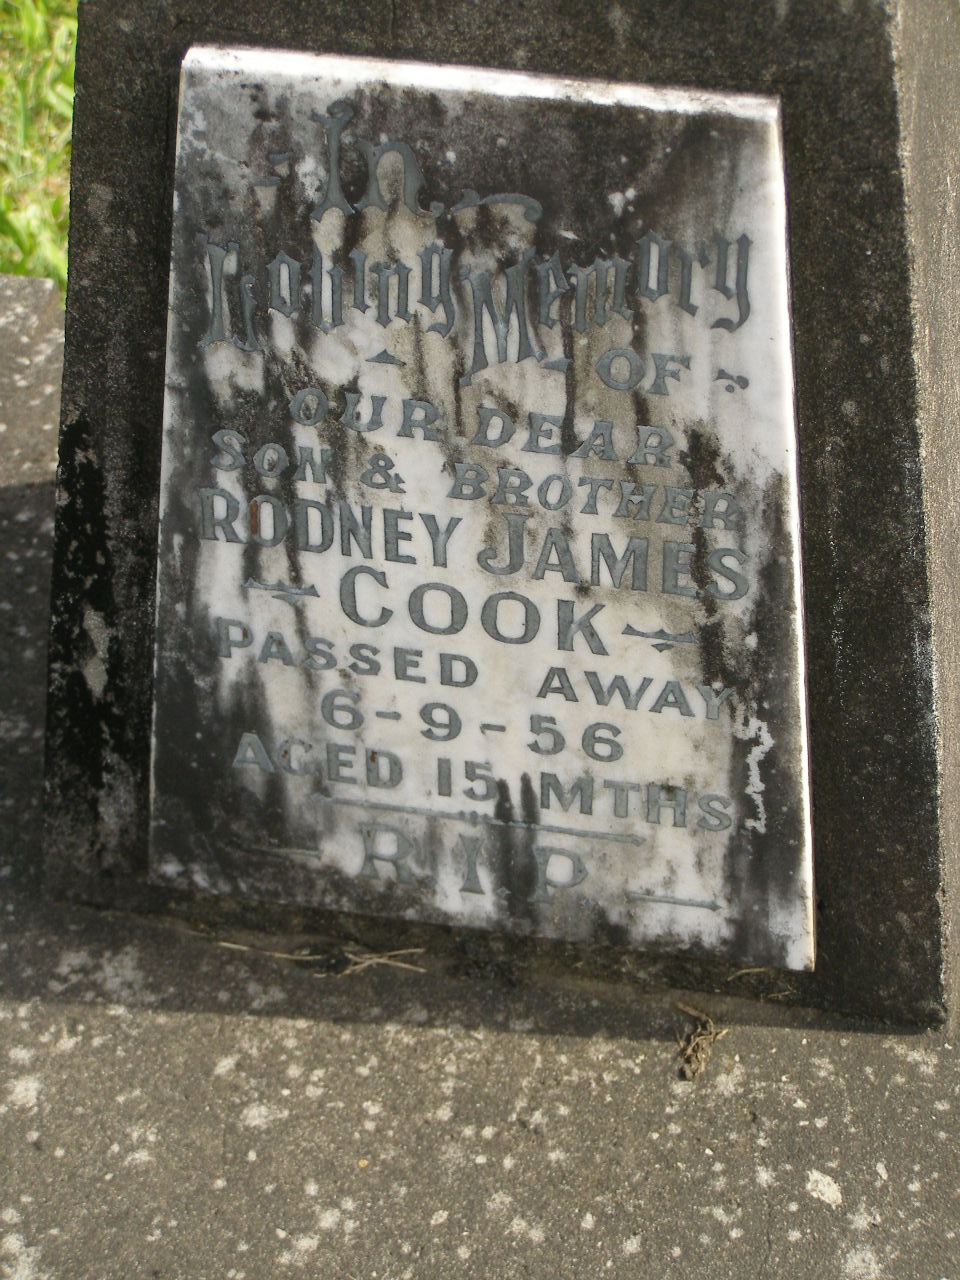 In
Loving Memory
OF
OUR DEAR
SON & BROTHER
RODNEY JAMES
COOK
PASSED AWAY
6-9-56
AGED 15 MTHS
R.I.P